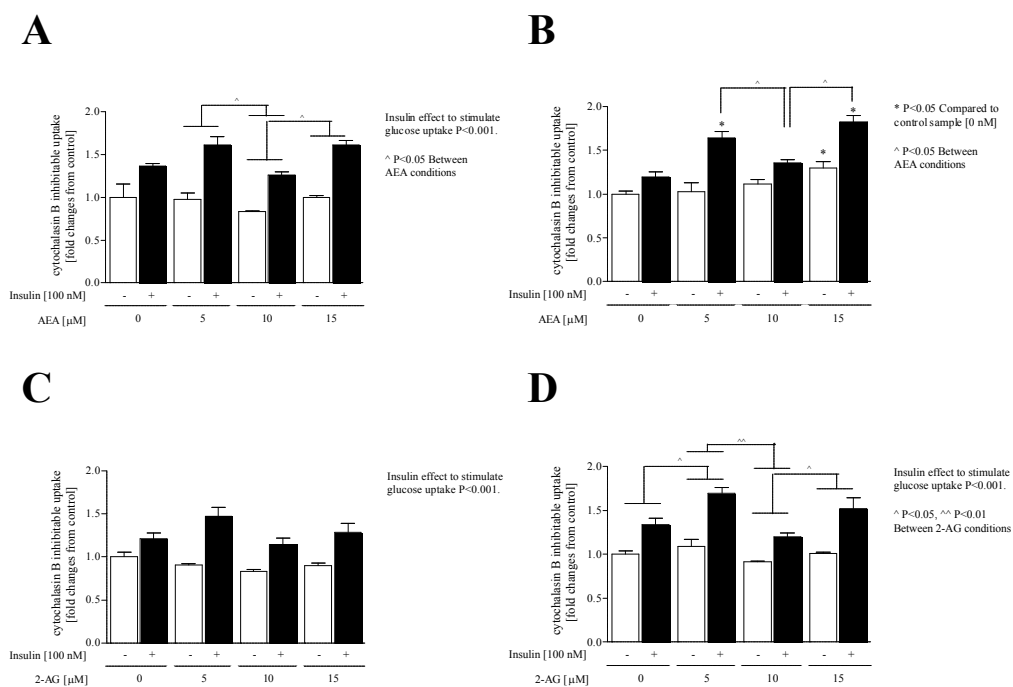 A
cytochalasin B inhibitable uptake
[fold changes from control]
2.0
1.5
1.0
0.5
0.0
^
^
Insulin [100 nM]
- + - + - + - +
AEA [µM]
0 5 10 15
Insulin effect to stimulate
glucose uptake P<0.001.
^ P<0.05 Between
AEA conditions
B
cytochalasin B inhibitable uptake
[fold changes from control]
2.0
1.5
1.0
0.5
0.0
^
^
*
*
*
Insulin [100 nM]
- + - + - + - +
AEA [µM]
0 5 10 15
* P<0.05 Compared to
control sample [0 nM]
^ P<0.05 Between
AEA conditions
C
cytochalasin B inhibitable uptake
[fold changes from control]
2.0
1.5
1.0
0.5
0.0
Insulin [100 nM]
- + - + - + - +
2-AG [µM]
0 5 10 15
Insulin effect to stimulate
glucose uptake P<0.001.
D
cytochalasin B inhibitable uptake
[fold changes from control]
2.0
1.5
1.0
0.5
0.0
^^
^
^
Insulin [100 nM]
- + - + - + - +
2-AG [µM]
0 5 10 15
Insulin effect to stimulate
glucose uptake P<0.001.
^ P<0.05, ^^ P<0.01
Between 2-AG conditions